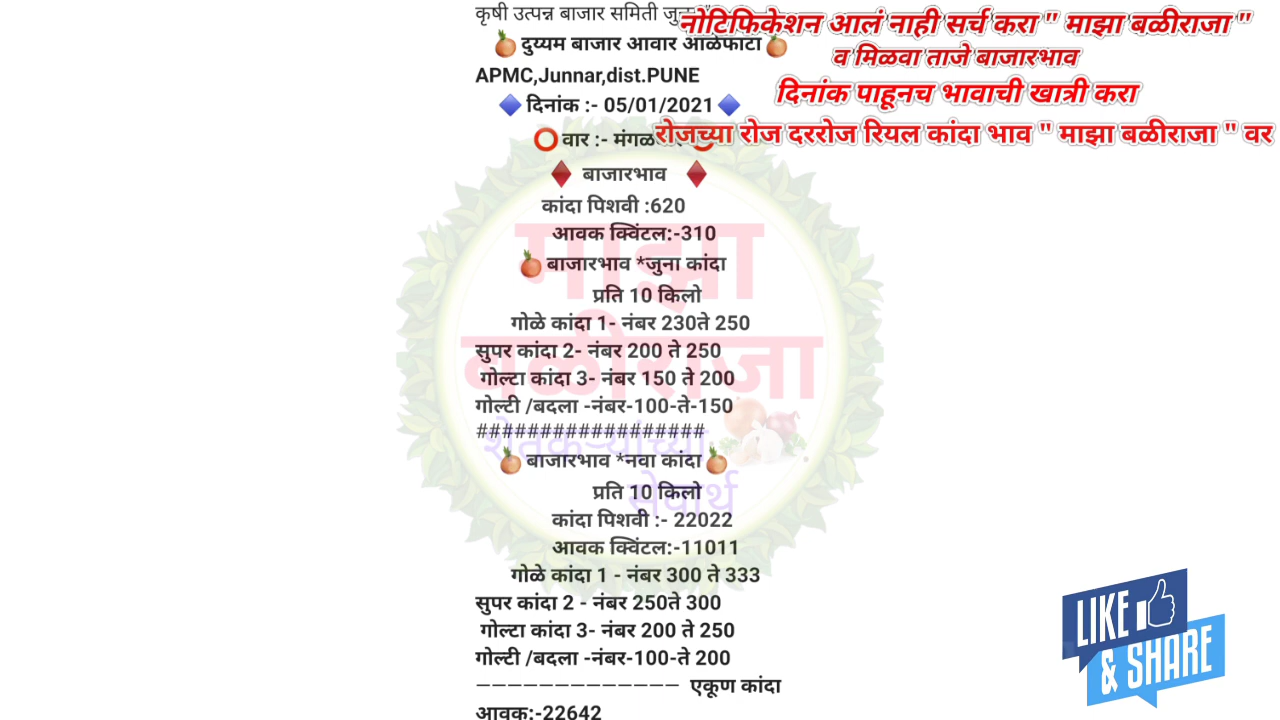 कृषी उत्पन्न बाजार समिती
दुय्यम बाजार आवार आळेफाटा
APMC,Junnar,dist.PUNE
दिनांक :- 05/01/2021
वार :-
बाजारभाव
कांदा पिशवी :620
आवक क्विंटल:-310
बाजारभाव *जुना कांदा
प्रति 10 किलो
गोळे कांदा 1- नंबर 230ते 250
सुपर कांदा 2- नंबर 200 ते 250
गोल्टा कांदा 3- नंबर 150 ते 200
गोल्टी /बदला -नंबर-100-ते-150
##################
बाजारभाव *नवा कांदा
प्रति 10 किलो
कांदा पिशवी :- 22022
आवक क्विंटल:-11011
गोळे कांदा 1 - नंबर 300 ते 333
सुपर कांदा 2 - नंबर 250ते 300
गोल्टा कांदा 3- नंबर 200 ते 250
गोल्टी /बदला -नंबर-100-ते 200
————————————— एकूण कांदा
आवक:-22642
नोटिफिकेशन आलं नाही सर्च करा " माझा बळीराजा "
व मिळवा ताजे बाजारभाव
दिनांक पाहूनच भावाची खात्री करा
रोजच्या रोज दररोज रियल कांदा भाव " माझा बळीराजा " वर
माझा
बळीराजा
शेतकऱ्यांच्या
सेवार्थ
LIKE
& SHARE